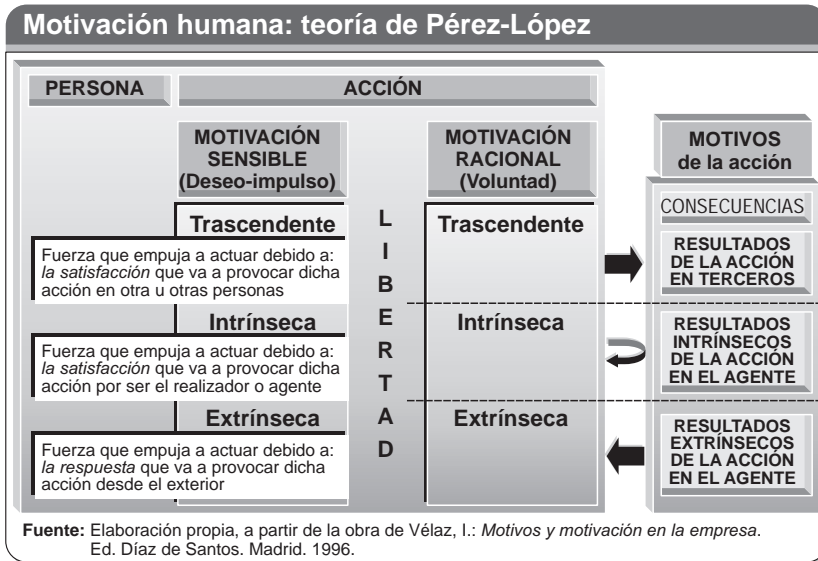 Motivación humana: teoría de Pérez-López
PERSONA
ACCIÓN
MOTIVACIÓN
SENSIBLE
(Deseo-impulso)
MOTIVACIÓN
RACIONAL
(Voluntad)
MOTIVOS
de la acción
CONSECUENCIAS
Trascendente
Fuerza que empuja a actuar debido a:
la satisfacción que va a provocar dicha
acción en otra u otras personas
Intrínseca
Fuerza que empuja a actuar debido a:
la satisfacción que va a provocar dicha
acción por ser el realizador o agente
Extrínseca
Fuerza que empuja a actuar debido a:
la respuesta que va a provocar dicha
acción desde el exterior
L
I
B
E
R
T
A
D
Trascendente
Intrínseca
Extrínseca
RESULTADOS
DE LA ACCIÓN
EN TERCEROS
RESULTADOS
INTRÍNSECOS
DE LA ACCIÓN
EN EL AGENTE
RESULTADOS
EXTRÍNSECOS
DE LA ACCIÓN
EN EL AGENTE
Fuente: Elaboración propia, a partir de la obra de Vélaz, I.: Motivos y motivación en la empresa.
Ed. Díaz de Santos. Madrid. 1996.